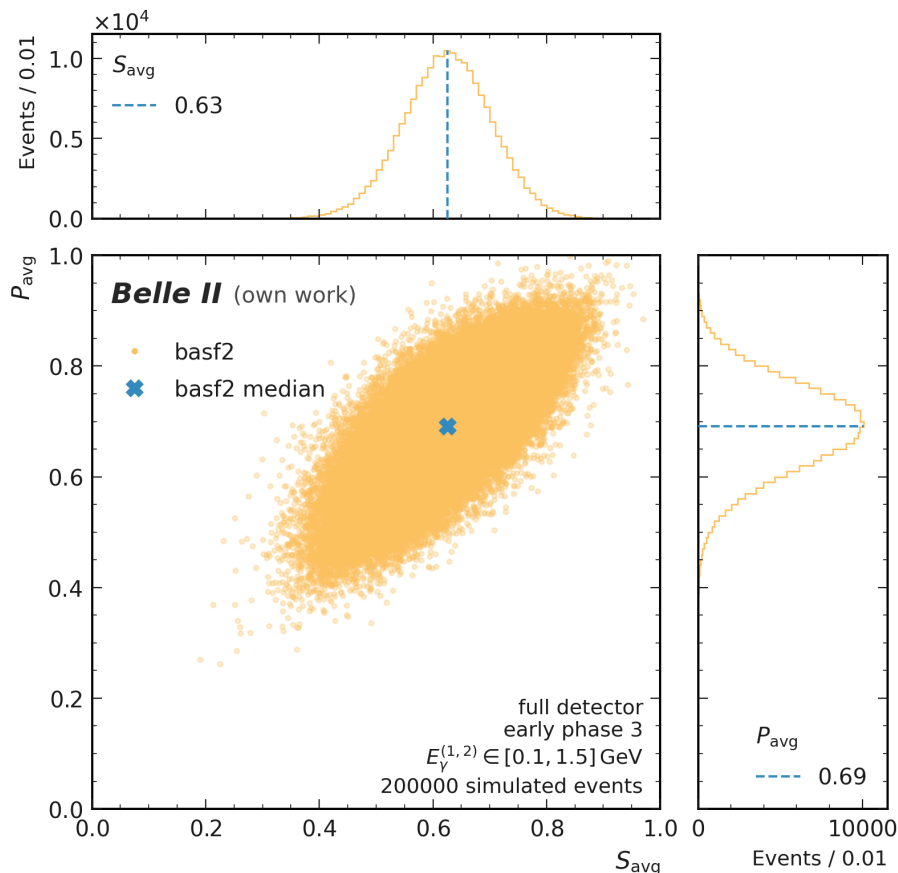 ×10⁴
Events / 0.01
1.0
0.5
0.0
S_avg
0.63
P_avg
1.0
0.8
0.6
0.4
0.2
0.0
Belle II (own work)
basf2
basf2 median
full detector
early phase 3
E_γ^(1, 2) ∈ [0.1, 1.5] GeV
200000 simulated events
0.0 0.2 0.4 0.6 0.8 1.0
S_avg
P_avg
0.69
0 10000
Events / 0.01